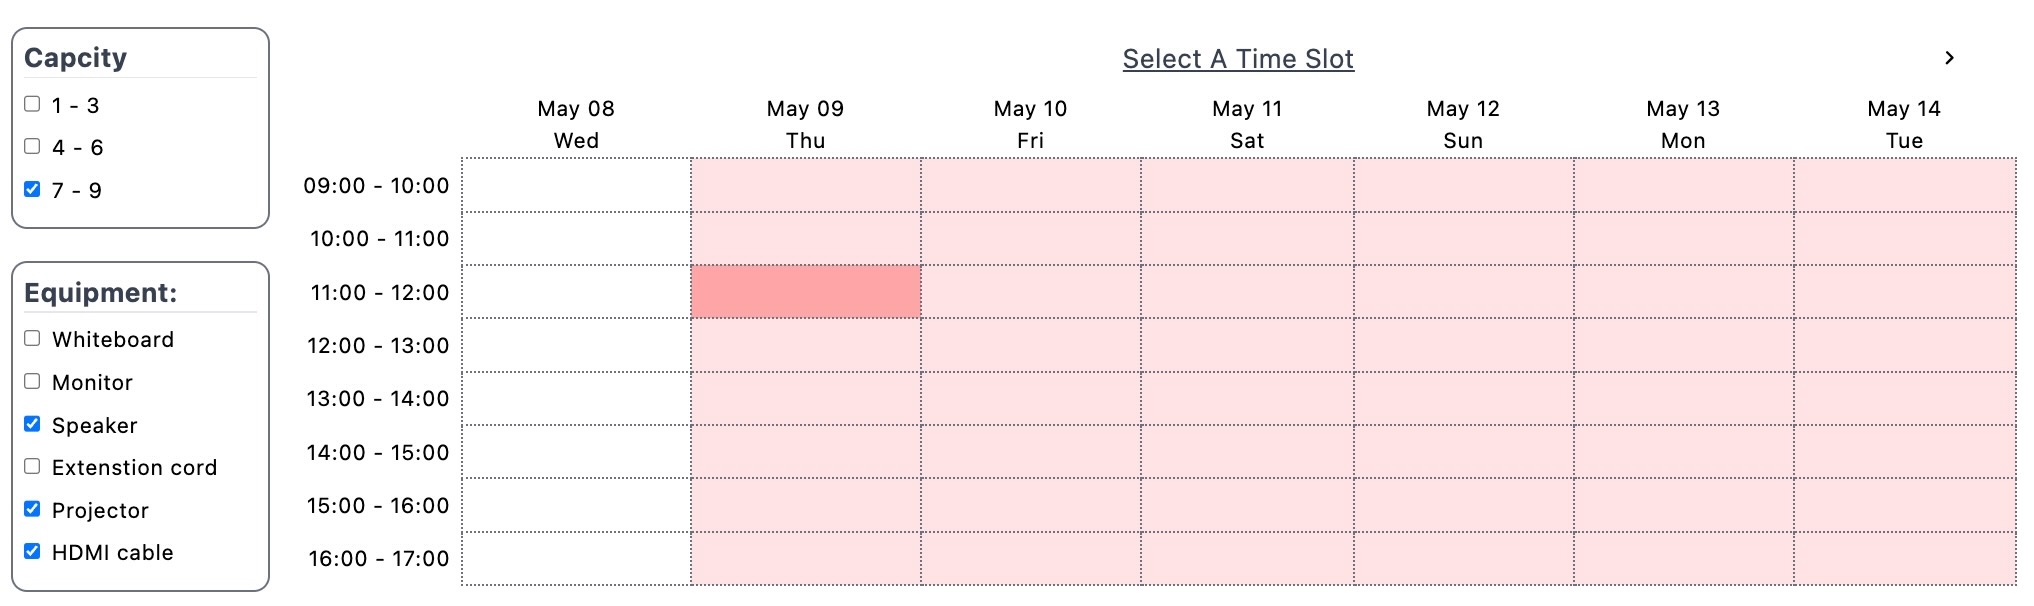 Capcity
1 - 3
4 - 6
7 - 9
Equipment:
Whiteboard
Monitor
Speaker
Extenstion cord
Projector
HDMI cable
Select A Time Slot
›
May 08 May 09 May 10 May 11 May 12 May 13 May 14
Wed Thu Fri Sat Sun Mon Tue
09:00 - 10:00
10:00 - 11:00
11:00 - 12:00
12:00 - 13:00
13:00 - 14:00
14:00 - 15:00
15:00 - 16:00
16:00 - 17:00